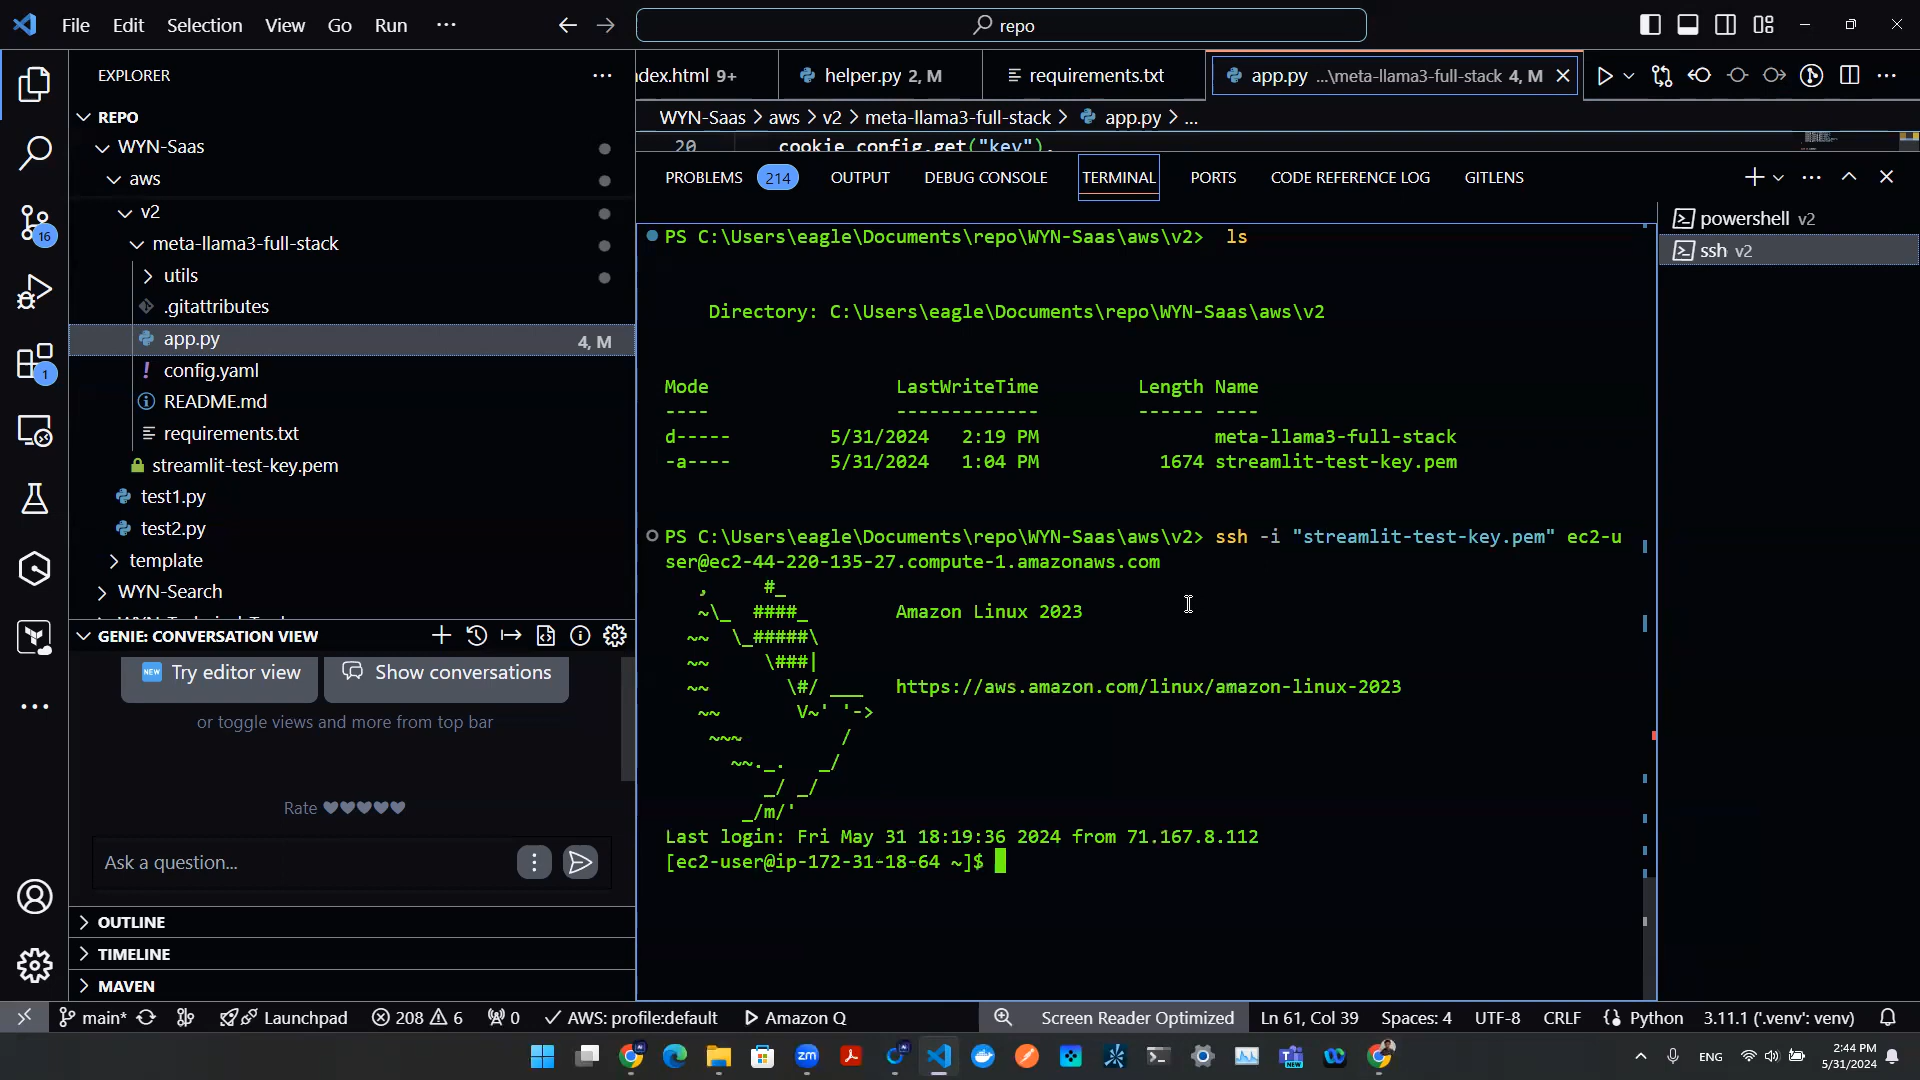 File Edit Selection View Go Run ...
repo
EXPLORER
REPO
WYN-Saas
aws
v2
meta-llama3-full-stack
utils
.gitattributes
app.py 4, M
config.yaml
README.md
requirements.txt
streamlit-test-key.pem
test1.py
test2.py
template
WYN-Search
GENIE: CONVERSATION VIEW
Try editor view Show conversations
or toggle views and more from top bar
Rate
Ask a question...
OUTLINE
TIMELINE
MAVEN
16
1
dex.html 9+ helper.py 2, M requirements.txt app.py ...\meta-llama3-full-stack 4, M
WYN-Saas > aws > v2 > meta-llama3-full-stack > app.py > ...
20 cookie_config.get("key"),
PROBLEMS 214 OUTPUT DEBUG CONSOLE TERMINAL PORTS CODE REFERENCE LOG GITLENS
powershell v2
ssh v2
PS C:\Users\eagle\Documents\repo\WYN-Saas\aws\v2> ls
Directory: C:\Users\eagle\Documents\repo\WYN-Saas\aws\v2
Mode LastWriteTime Length Name
---- ------------- ------ ----
d----- 5/31/2024 2:19 PM meta-llama3-full-stack
-a---- 5/31/2024 1:04 PM 1674 streamlit-test-key.pem
PS C:\Users\eagle\Documents\repo\WYN-Saas\aws\v2> ssh -i "streamlit-test-key.pem" ec2-u
ser@ec2-44-220-135-27.compute-1.amazonaws.com
, #_
~\_ ####_ Amazon Linux 2023
~~ \_#####\
~~ \###|
~~ \#/ ___ https://aws.amazon.com/linux/amazon-linux-2023
~~ V~' '->
~~~ /
~~._. _/
_/ _/
_/m/'
Last login: Fri May 31 18:19:36 2024 from 71.167.8.112
[ec2-user@ip-172-31-18-64 ~]$
main* Launchpad 208 6 0 AWS: profile:default Amazon Q Screen Reader Optimized Ln 61, Col 39 Spaces: 4 UTF-8 CRLF Python 3.11.1 ('.venv': venv)
ENG 2:44 PM
5/31/2024